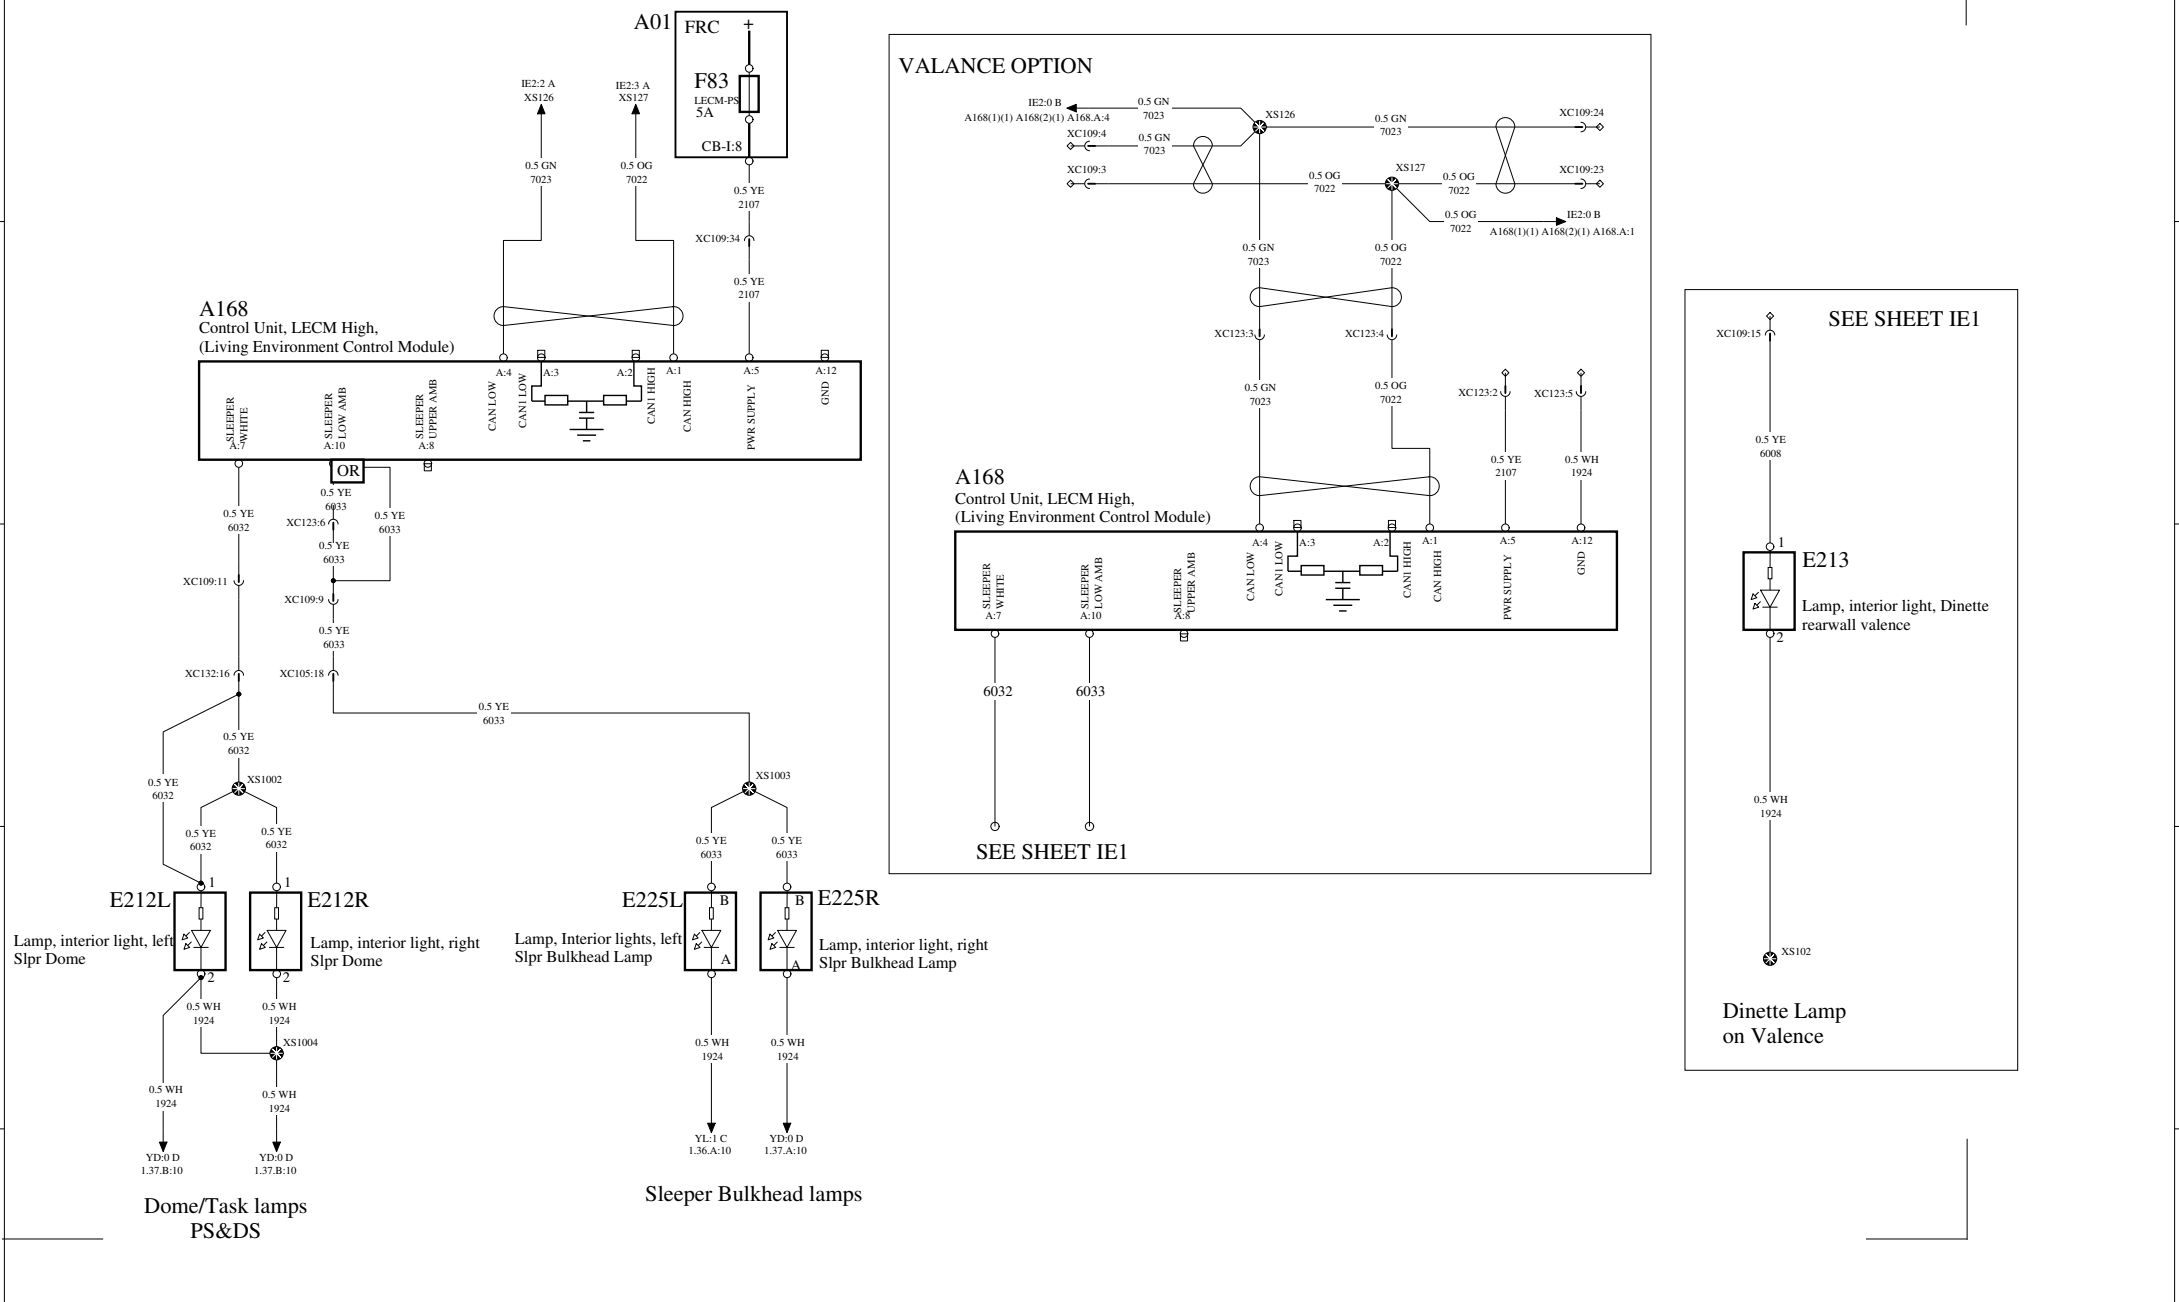 A01
FRC
+
F83
LECM-PS
5A
CB-I:8
IE2:2 A
XS126
IE2:3 A
XS127
0.5 GN
7023
0.5 OG
7022
0.5 YE
2107
XC109:34
0.5 YE
2107
A168
Control Unit, LECM High,
(Living Environment Control Module)
A:4
A:3
A:2
A:1
A:5
A:12
CAN LOW
CAN1 LOW
CAN1 HIGH
CAN HIGH
PWR SUPPLY
GND
SLEEPER
WHITE
A:7
SLEEPER
LOW AMB
A:10
SLEEPER
UPPER AMB
A:8
OR
0.5 YE
6032
0.5 YE
6033
XC123:6
0.5 YE
6033
0.5 YE
6033
XC109:11
XC109:9
0.5 YE
6033
XC132:16
XC105:18
0.5 YE
6033
0.5 YE
6032
0.5 YE
6032
XS1002
XS1003
0.5 YE
6032
0.5 YE
6032
0.5 YE
6033
0.5 YE
6033
E212L
1
Lamp, interior light, left
Slpr Dome
2
E212R
1
Lamp, interior light, right
Slpr Dome
2
E225L
B
Lamp, Interior lights, left
Slpr Bulkhead Lamp
A
E225R
B
Lamp, interior light, right
Slpr Bulkhead Lamp
A
0.5 WH
1924
0.5 WH
1924
XS1004
0.5 WH
1924
0.5 WH
1924
0.5 WH
1924
0.5 WH
1924
YD:0 D
1.37.B:10
YD:0 D
1.37.B:10
YL:1 C
1.36.A:10
YD:0 D
1.37.A:10
Dome/Task lamps
PS&DS
Sleeper Bulkhead lamps
VALANCE OPTION
IE2:0 B
A168(1)(1) A168(2)(1) A168.A:4
0.5 GN
7023
XS126
XC109:4
0.5 GN
7023
0.5 GN
7023
XC109:24
XC109:3
0.5 OG
7022
XS127
0.5 OG
7022
XC109:23
0.5 OG
7022
IE2:0 B
A168(1)(1) A168(2)(1) A168.A:1
0.5 GN
7023
0.5 OG
7022
XC123:3
XC123:4
0.5 GN
7023
0.5 OG
7022
XC123:2
XC123:5
0.5 YE
2107
0.5 WH
1924
A168
Control Unit, LECM High,
(Living Environment Control Module)
A:4
A:3
A:2
A:1
A:5
A:12
CAN LOW
CAN1 LOW
CAN1 HIGH
CAN HIGH
PWR SUPPLY
GND
SLEEPER
WHITE
A:7
SLEEPER
LOW AMB
A:10
SLEEPER
UPPER AMB
A:8
6032
6033
SEE SHEET IE1
SEE SHEET IE1
XC109:15
0.5 YE
6008
1
E213
Lamp, interior light, Dinette
rearwall valence
2
0.5 WH
1924
XS102
Dinette Lamp
on Valence